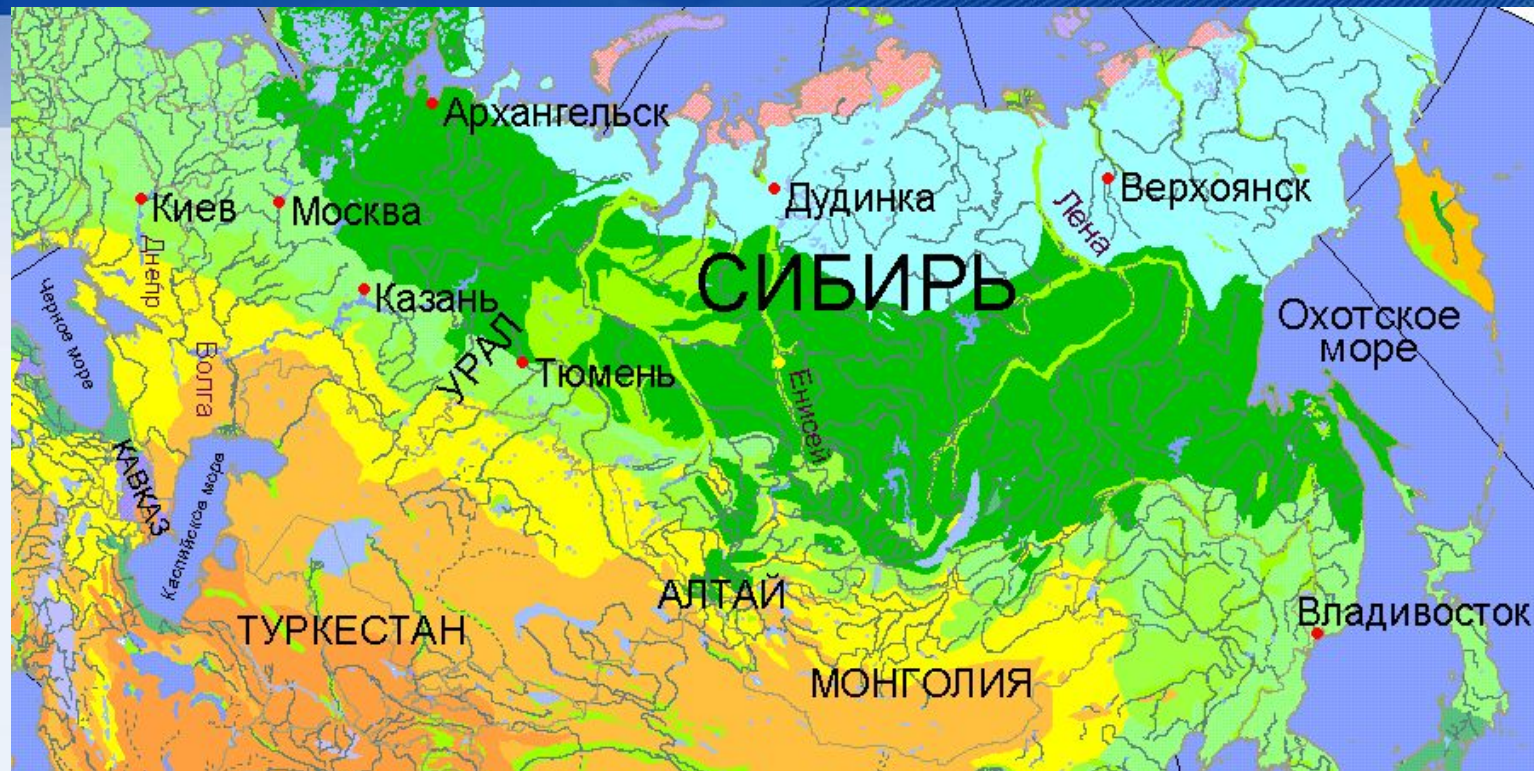 Архангельск
Дудинка
Верхоянск
Киев
Москва
Лена
Днепр
СИБИРЬ
Казань
Черное море
УРАЛ
Охотское
море
Волга
Тюмень
Енисей
КАВКАЗ
Каспийское море
АЛТАЙ
ТУРКЕСТАН
Владивосток
МОНГОЛИЯ